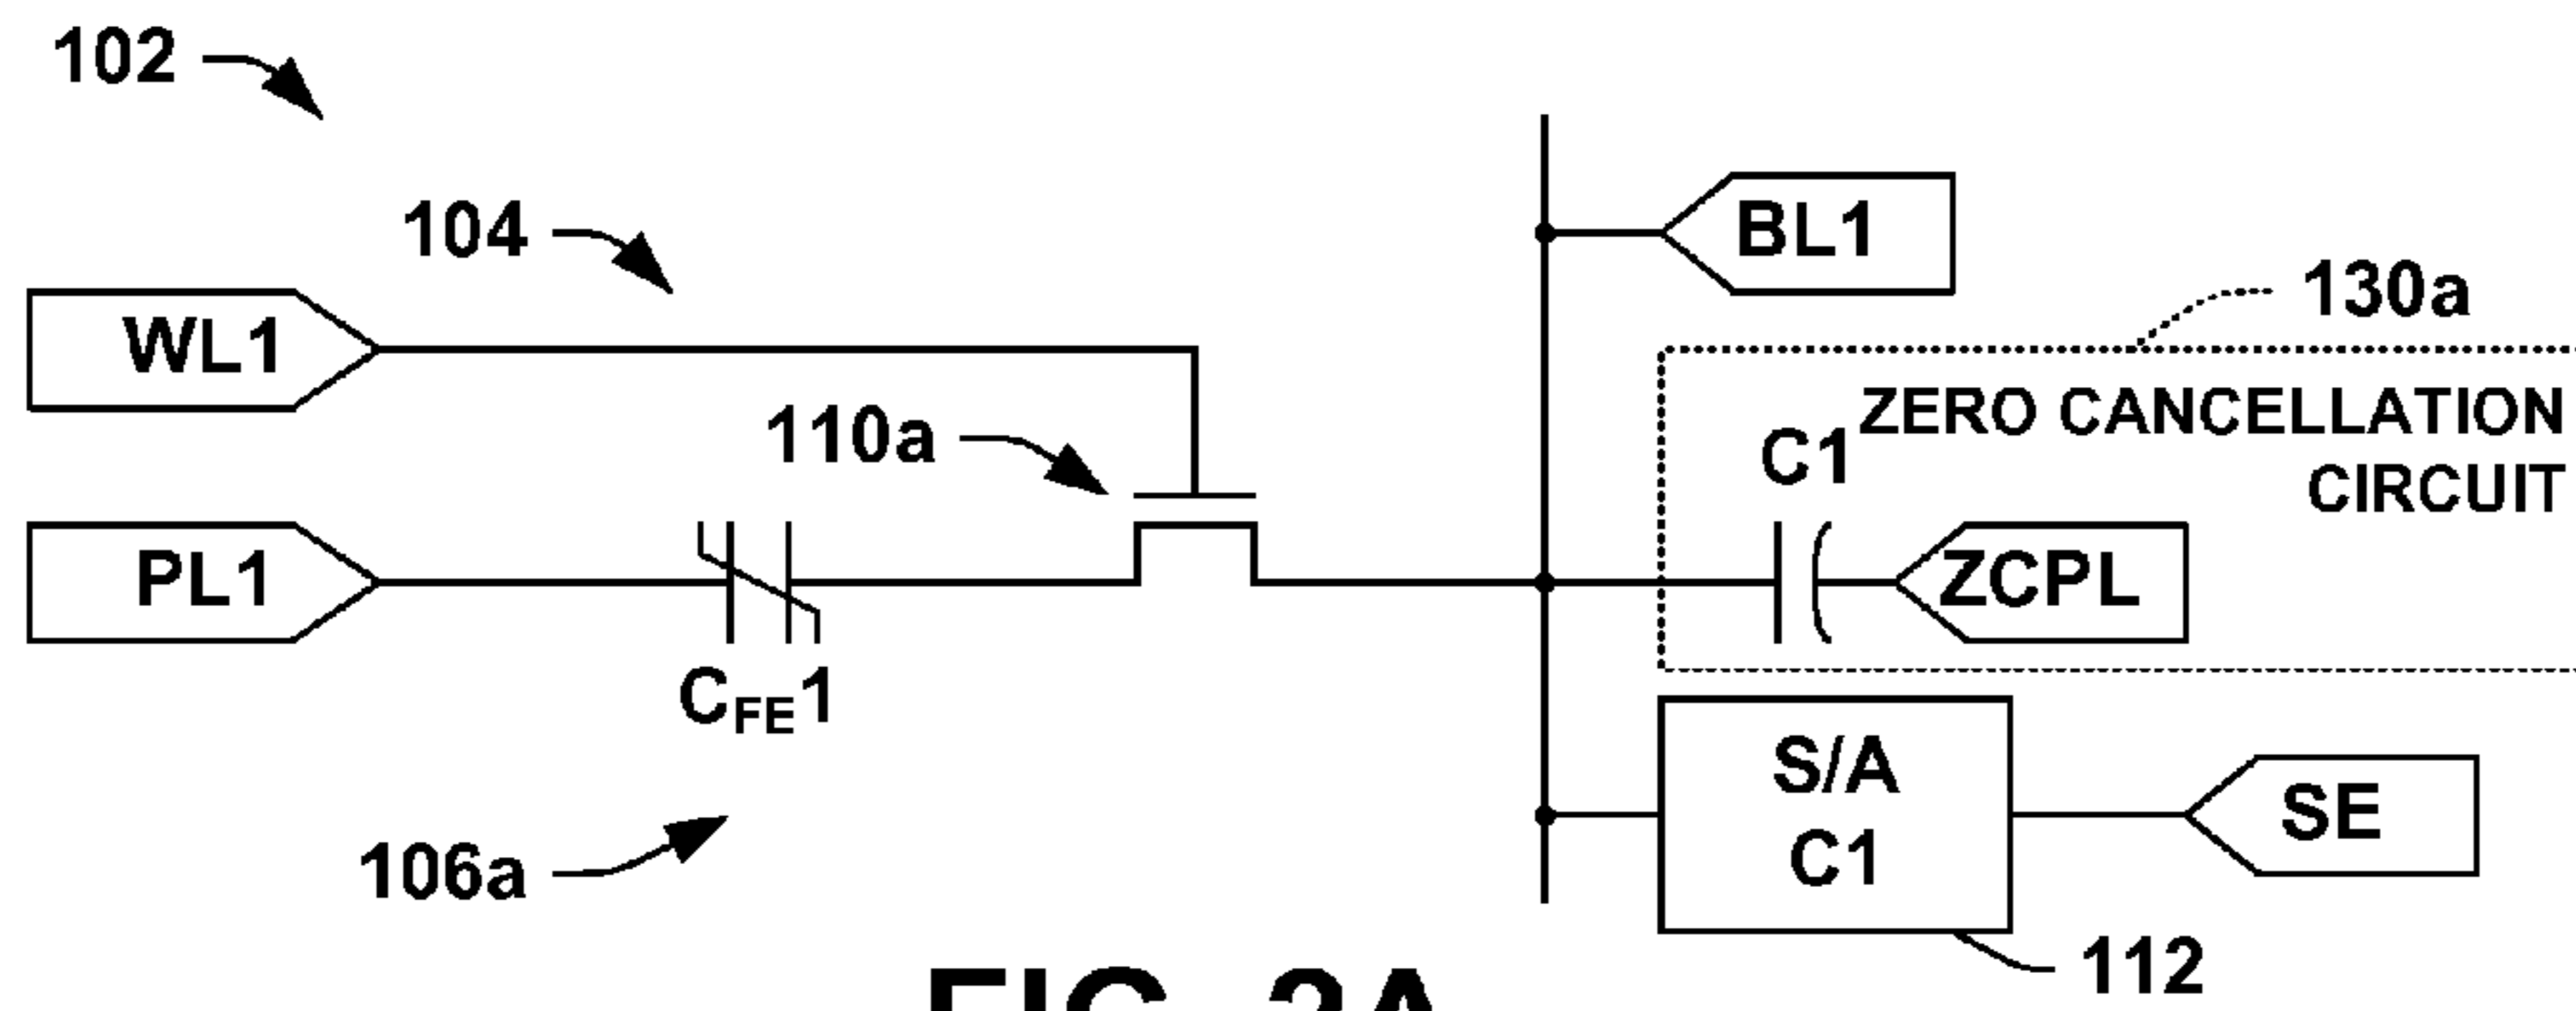 102
104
BL1
130a
WL1
ZERO CANCELLATION
CIRCUIT
110a
C1
PL1
ZCPL
CFE1
S/A
C1
SE
106a
112